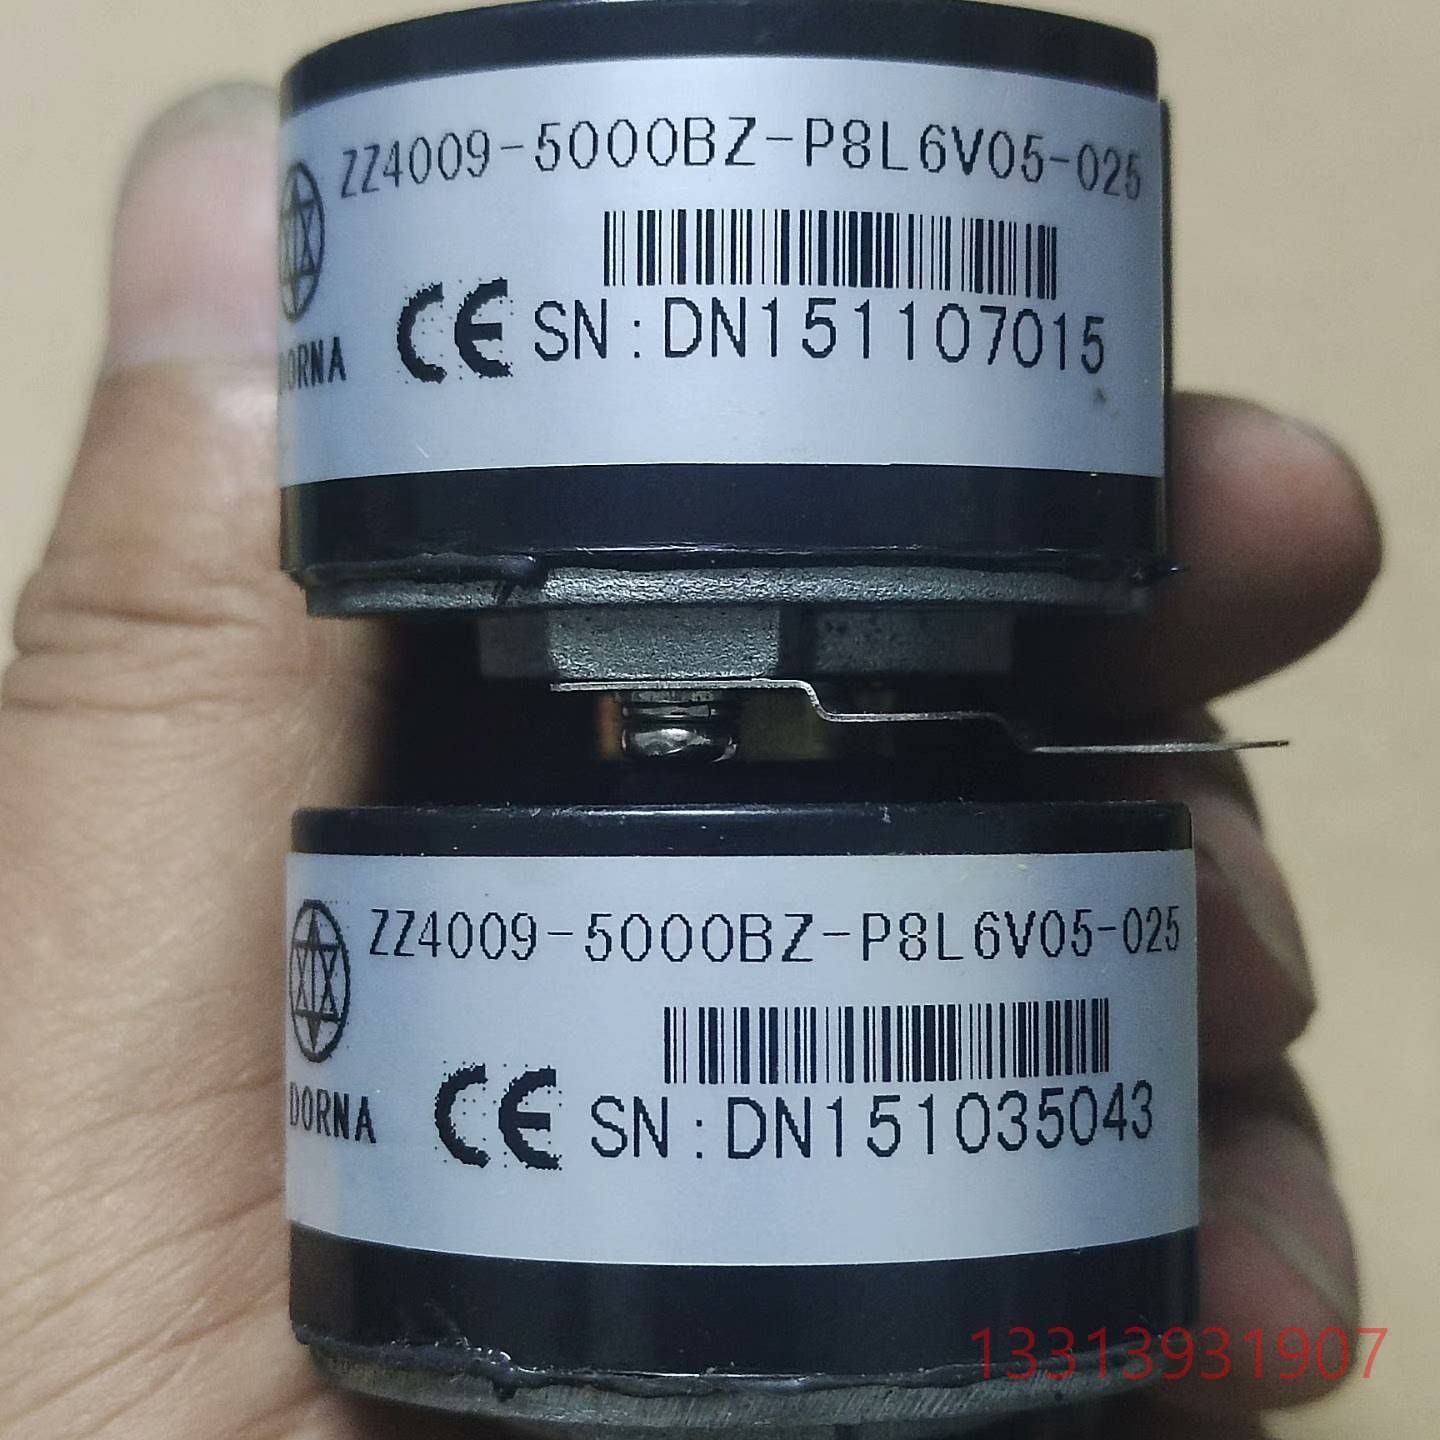 ZZ4009-5000BZ-P8L6V05-025
CE SN:DN151107015
DORNA
ZZ4009-5000BZ-P8L6V05-025
CE SN:DN151035043
DORNA
13313931907